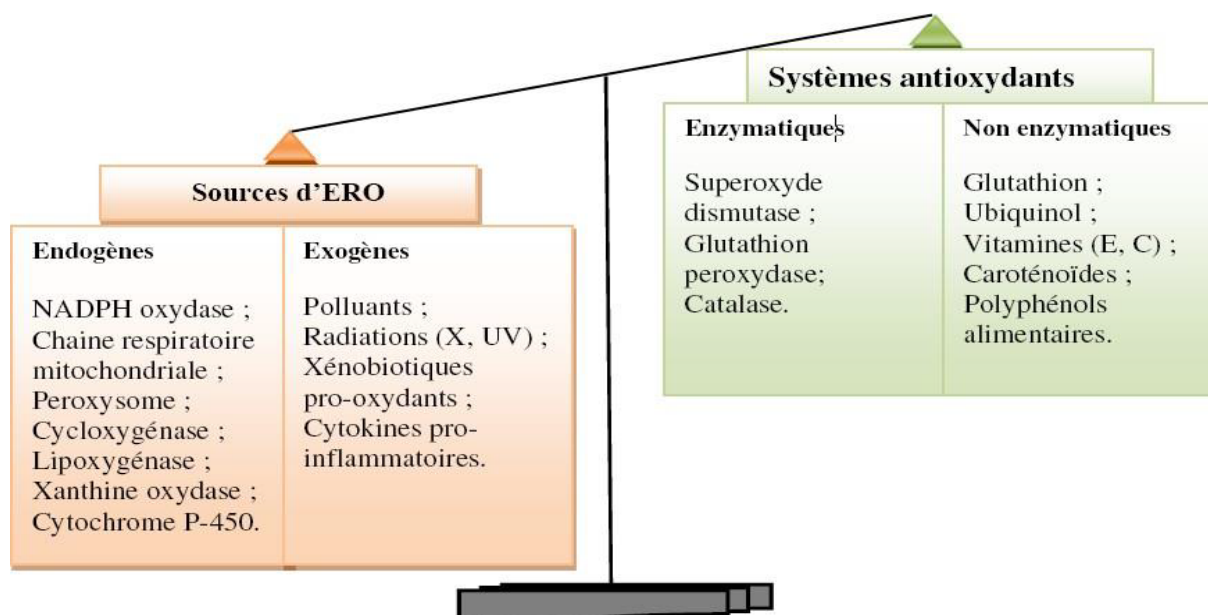 Systèmes antioxydants
Enzymatiques
Superoxyde
dismutase ;
Glutathion
peroxydase;
Catalase.
Non enzymatiques
Glutathion ;
Ubiquinol ;
Vitamines (E, C) ;
Caroténoïdes ;
Polyphénols
alimentaires.
Sources d’ERO
Endogènes
NADPH oxydase ;
Chaine respiratoire
mitochondriale ;
Peroxysome ;
Cycloxygénase ;
Lipoxygénase ;
Xanthine oxydase ;
Cytochrome P-450.
Exogènes
Polluants ;
Radiations (X, UV) ;
Xénobiotiques
pro-oxydants ;
Cytokines pro-
inflammatoires.